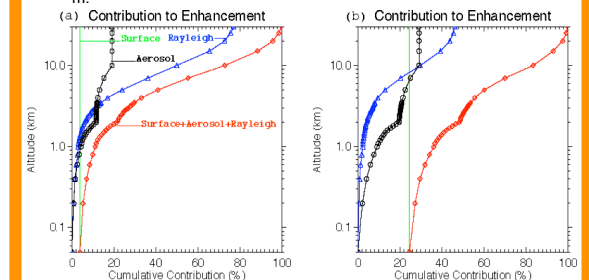 m.
(a) Contribution to Enhancement
Surface Rayleigh
Aerosol
Surface+Aerosol+Rayleigh
10.0
1.0
0.1
Altitude (km)
0 20 40 60 80 100
Cumulative Contribution (%)
(b) Contribution to Enhancement
10.0
1.0
0.1
Altitude (km)
0 20 40 60 80 100
Cumulative Contribution (%)